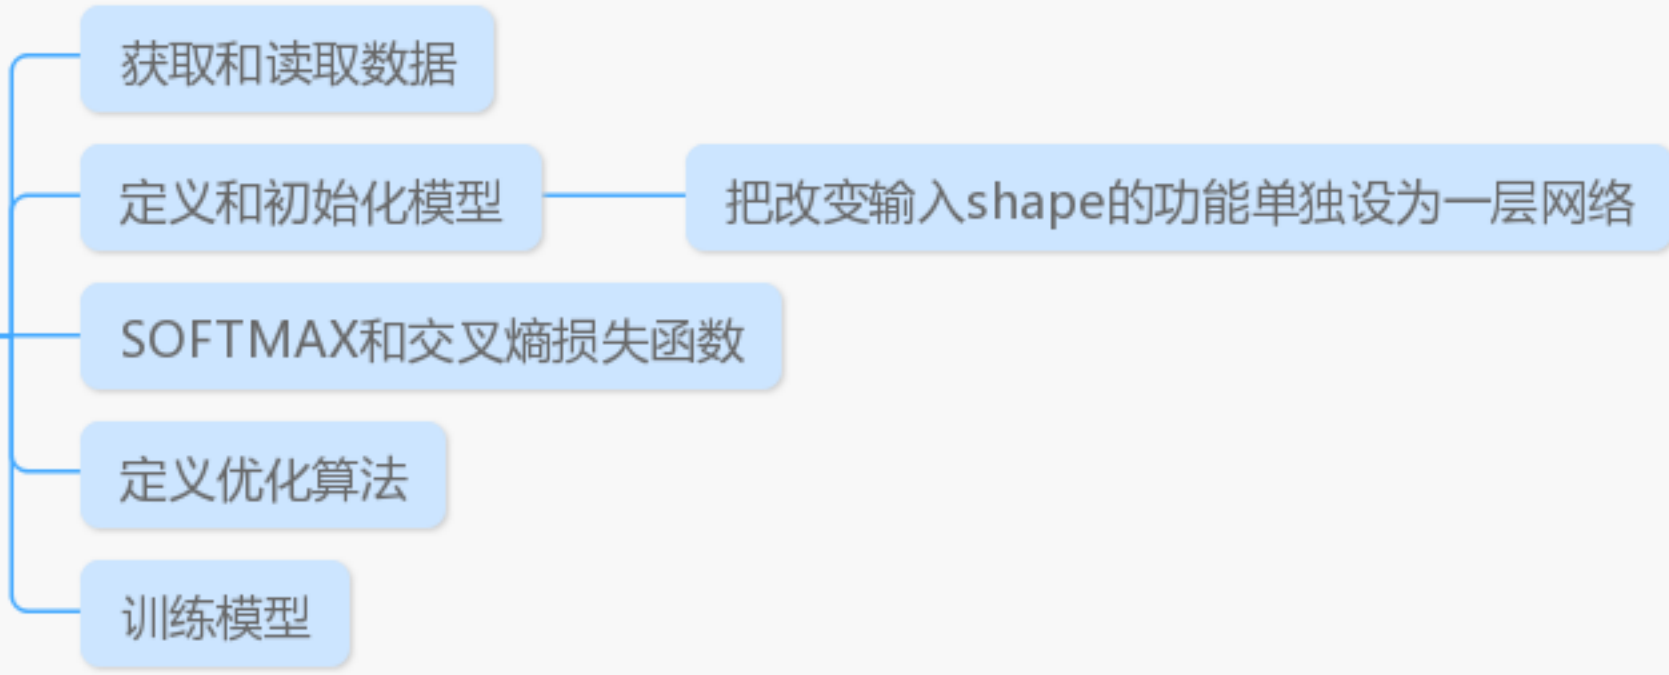 获取和读取数据
定义和初始化模型
把改变输入shape的功能单独设为一层网络
SOFTMAX和交叉熵损失函数
定义优化算法
训练模型